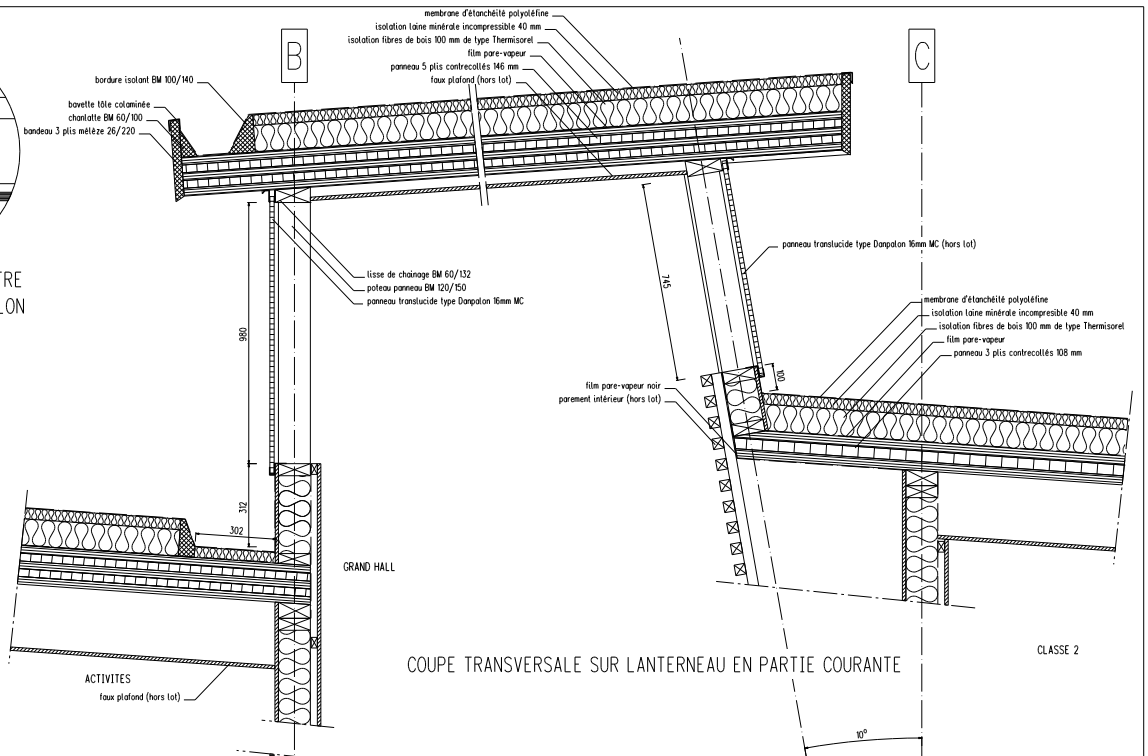 B
C
membrane d'étanchéité polyoléfine
isolation laine minérale incompressible 40 mm
isolation fibres de bois 100 mm de type Thermisorel
film pare-vapeur
panneau 5 plis contrecollés 146 mm
faux plafond (hors lot)
bordure isolant BM 100/140
bavette tôle colaminée
chanlatte BM 60/100
bandeau 3 plis mélèze 26/220
TRE
LON
lisse de chainage BM 60/132
poteau panneau BM 120/150
panneau translucide type Danpalon 16mm MC
980
745
panneau translucide type Danpalon 16mm MC (hors lot)
membrane d'étanchéité polyoléfine
isolation laine minérale incompresible 40 mm
isolation fibres de bois 100 mm de type Thermisorel
film pare-vapeur
panneau 3 plis contrecollés 108 mm
100
film pare-vapeur noir
parement intérieur (hors lot)
312
302
GRAND HALL
ACTIVITES
faux plafond (hors lot)
COUPE TRANSVERSALE SUR LANTERNEAU EN PARTIE COURANTE
CLASSE 2
10°